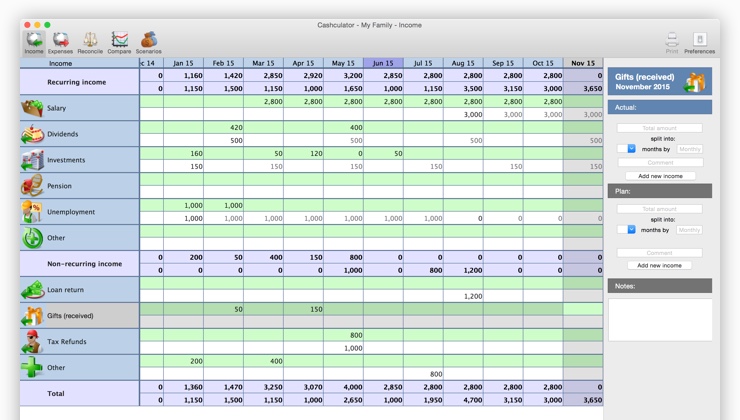 Cashculator - My Family - Income
Income Expenses Reconcile Compare Scenarios Print Preferences
Income c 14 Jan 15 Feb 15 Mar 15 Apr 15 May 15 Jun 15 Jul 15 Aug 15 Sep 15 Oct 15 Nov 15
Recurring income
0 1,160 1,420 2,850 2,920 3,200 2,850 2,800 2,800 2,800 2,800 0
0 1,150 1,500 1,150 1,000 1,650 1,000 1,150 3,500 3,150 3,000 3,650
Salary
2,800 2,800 2,800 2,800 2,800 2,800 2,800 2,800
3,000 3,000 3,000 3,000
Dividends
420 400
500 500 500 500
Investments
160 50 120 0 50
150 150 150 150 150 150
Pension
Unemployment
1,000 1,000
1,000 1,000 1,000 1,000 1,000 1,000 1,000 0 0 0 0
Other
Non-recurring income
0 200 50 400 150 800 0 0 0 0 0 0
0 0 0 0 0 1,000 0 800 1,200 0 0 0
Loan return
1,200
Gifts (received)
50 150
Tax Refunds
800
1,000
Other
200 400
800
Total
0 1,360 1,470 3,250 3,070 4,000 2,850 2,800 2,800 2,800 2,800 0
0 1,150 1,500 1,150 1,000 2,650 1,000 1,950 4,700 3,150 3,000 3,650
Gifts (received)
November 2015
Actual:
Total amount
split into:
months by Monthly
Comment
Add new income
Plan:
Total amount
split into:
months by Monthly
Comment
Add new income
Notes: